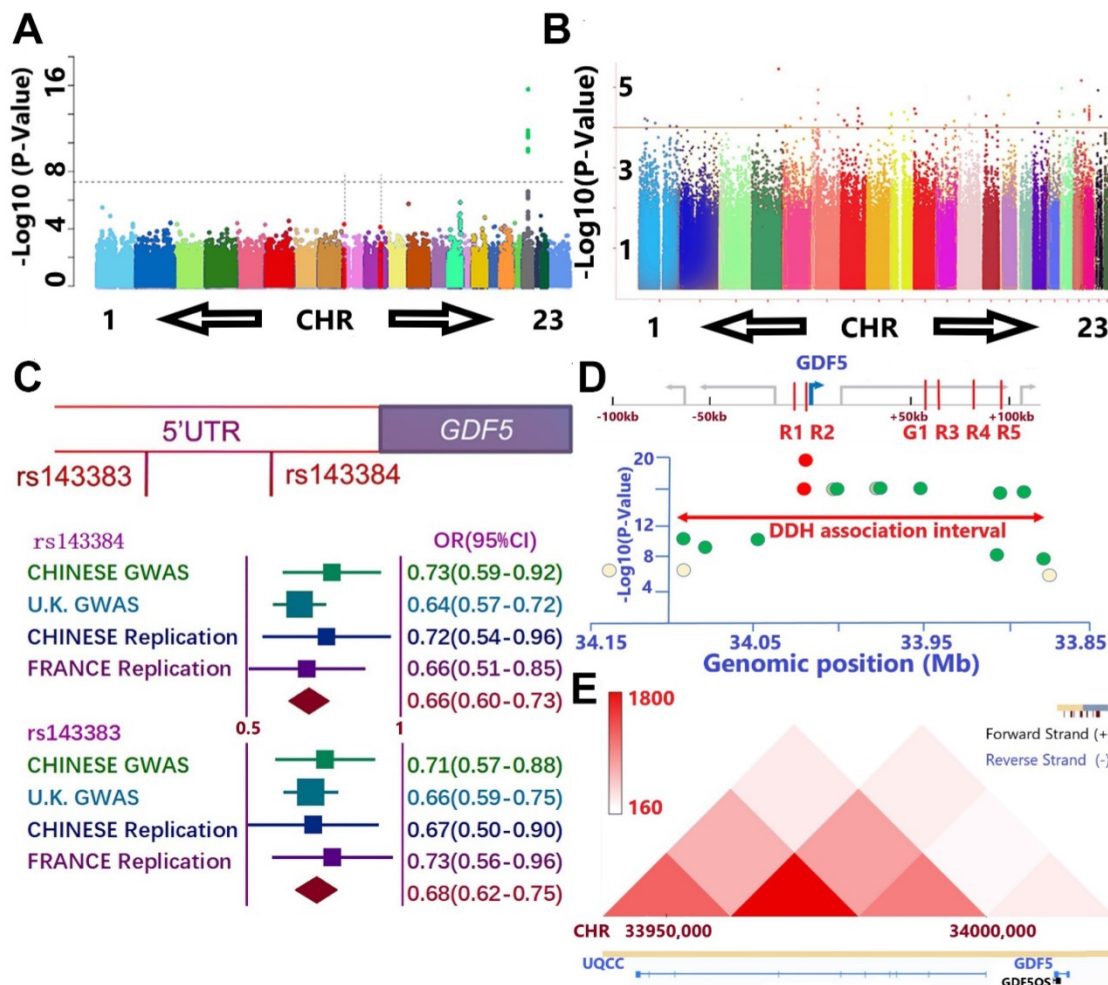 A
-Log10 (P-Value)
16
8
4
0
1
CHR
23
B
-Log10(P-Value)
5
3
1
1
CHR
23
C
5'UTR
GDF5
rs143383
rs143384
rs143384
OR(95%CI)
CHINESE GWAS
0.73(0.59-0.92)
U.K. GWAS
0.64(0.57-0.72)
CHINESE Replication
0.72(0.54-0.96)
FRANCE Replication
0.66(0.51-0.85)
0.66(0.60-0.73)
0.5
1
rs143383
CHINESE GWAS
0.71(0.57-0.88)
U.K. GWAS
0.66(0.59-0.75)
CHINESE Replication
0.67(0.50-0.90)
FRANCE Replication
0.73(0.56-0.96)
0.68(0.62-0.75)
D
GDF5
-100kb
-50kb
+50kb
+100kb
R1
R2
G1
R3
R4
R5
-Log10(P-Value)
20
12
8
4
DDH association interval
34.15
34.05
33.95
33.85
Genomic position (Mb)
E
1800
160
Forward Strand (+
Reverse Strand (-)
CHR
33950,000
34000,000
UQCC
GDF5
GDF5OS